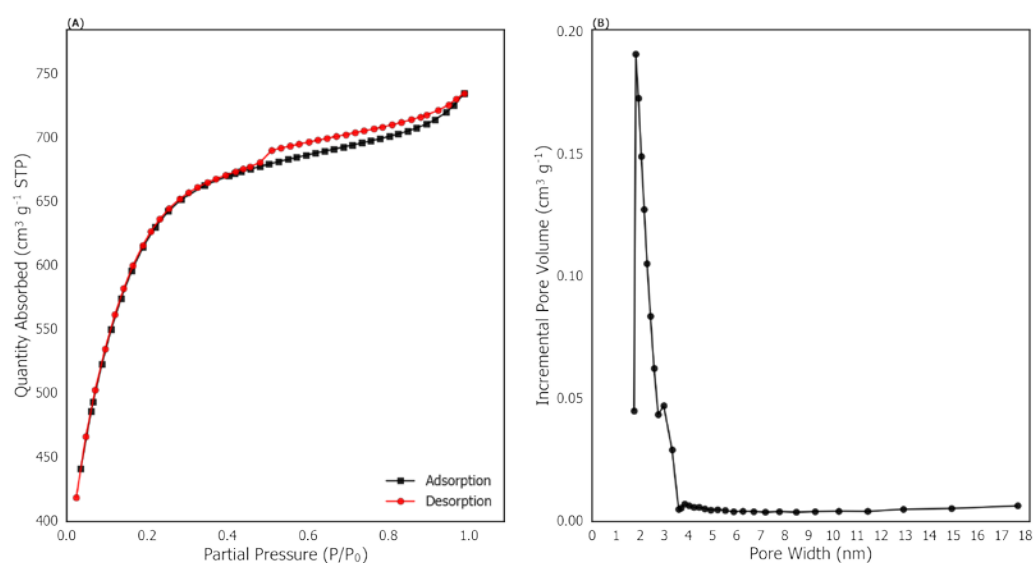 (A)
Quantity Absorbed (cm³ g⁻¹ STP)
750
700
650
600
550
500
450
400
0.0 0.2 0.4 0.6 0.8 1.0
Partial Pressure (P/P₀)
Adsorption
Desorption
(B)
Incremental Pore Volume (cm³ g⁻¹)
0.20
0.15
0.10
0.05
0.00
0 1 2 3 4 5 6 7 8 9 10 11 12 13 14 15 16 17 18
Pore Width (nm)